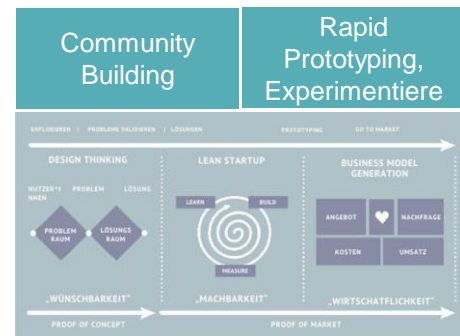 Community
Building
Rapid
Prototyping,
Experimentiere
EXPLORIEREN | PROBLEME VALIDIEREN | LÖSUNGEN
PROTOTYPING
GO TO MARKET
DESIGN THINKING
LEAN STARTUP
BUSINESS MODEL
GENERATION
NUTZER*I
NNEN
PROBLEM
LÖSUNG
PROBLEM
RAUM
LÖSUNGS
RAUM
LEARN
BUILD
MEASURE
ANGEBOT
NACHFRAGE
KOSTEN
UMSATZ
„WÜNSCHBARKEIT“
„MACHBARKEIT“
„WIRTSCHATFLICHKEIT“
PROOF OF CONCEPT
PROOF OF MARKET